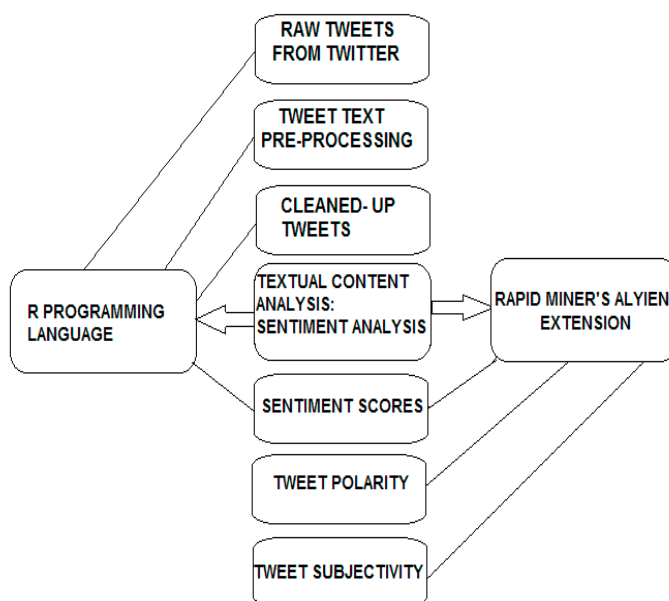 RAW TWEETS
FROM TWITTER
TWEET TEXT
PRE-PROCESSING
CLEANED- UP
TWEETS
R PROGRAMMING
LANGUAGE
TEXTUAL CONTENT
ANALYSIS:
SENTIMENT ANALYSIS
RAPID MINER'S ALYIEN
EXTENSION
SENTIMENT SCORES
TWEET POLARITY
TWEET SUBJECTIVITY